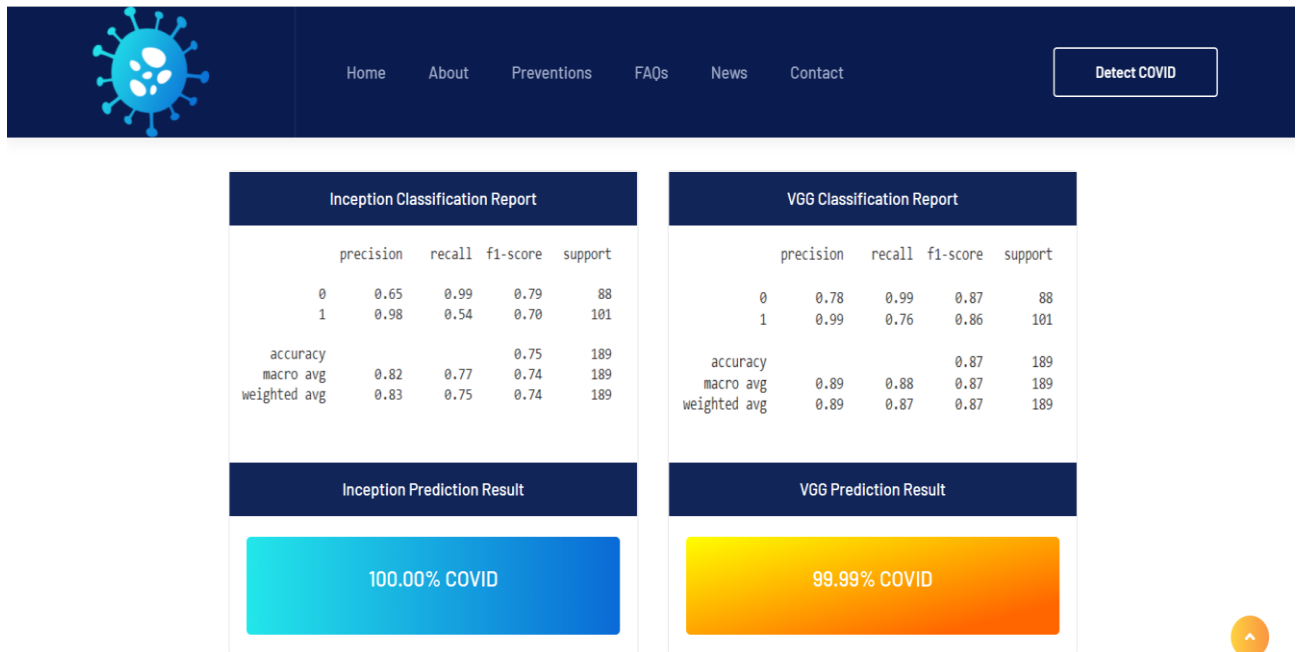 Home About Preventions FAQs News Contact Detect COVID
Inception Classification Report
precision recall f1-score support
0 0.65 0.99 0.79 88
1 0.98 0.54 0.70 101
accuracy 0.75 189
macro avg 0.82 0.77 0.74 189
weighted avg 0.83 0.75 0.74 189
VGG Classification Report
precision recall f1-score support
0 0.78 0.99 0.87 88
1 0.99 0.76 0.86 101
accuracy 0.87 189
macro avg 0.89 0.88 0.87 189
weighted avg 0.89 0.87 0.87 189
Inception Prediction Result
100.00% COVID
VGG Prediction Result
99.99% COVID